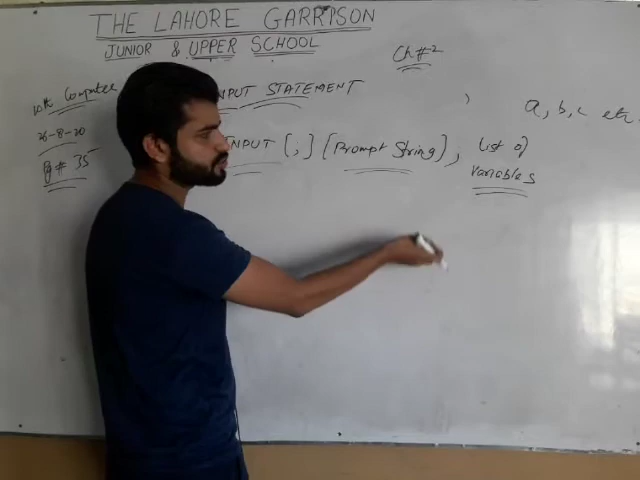 THE LAHORE GARRISON
JUNIOR & UPPER SCHOOL
Ch#2
10th Computer
26-8-20
Pg # 35
INPUT STATEMENT
,
a, b, c etc.
INPUT [,] [Prompt String], List of
variables